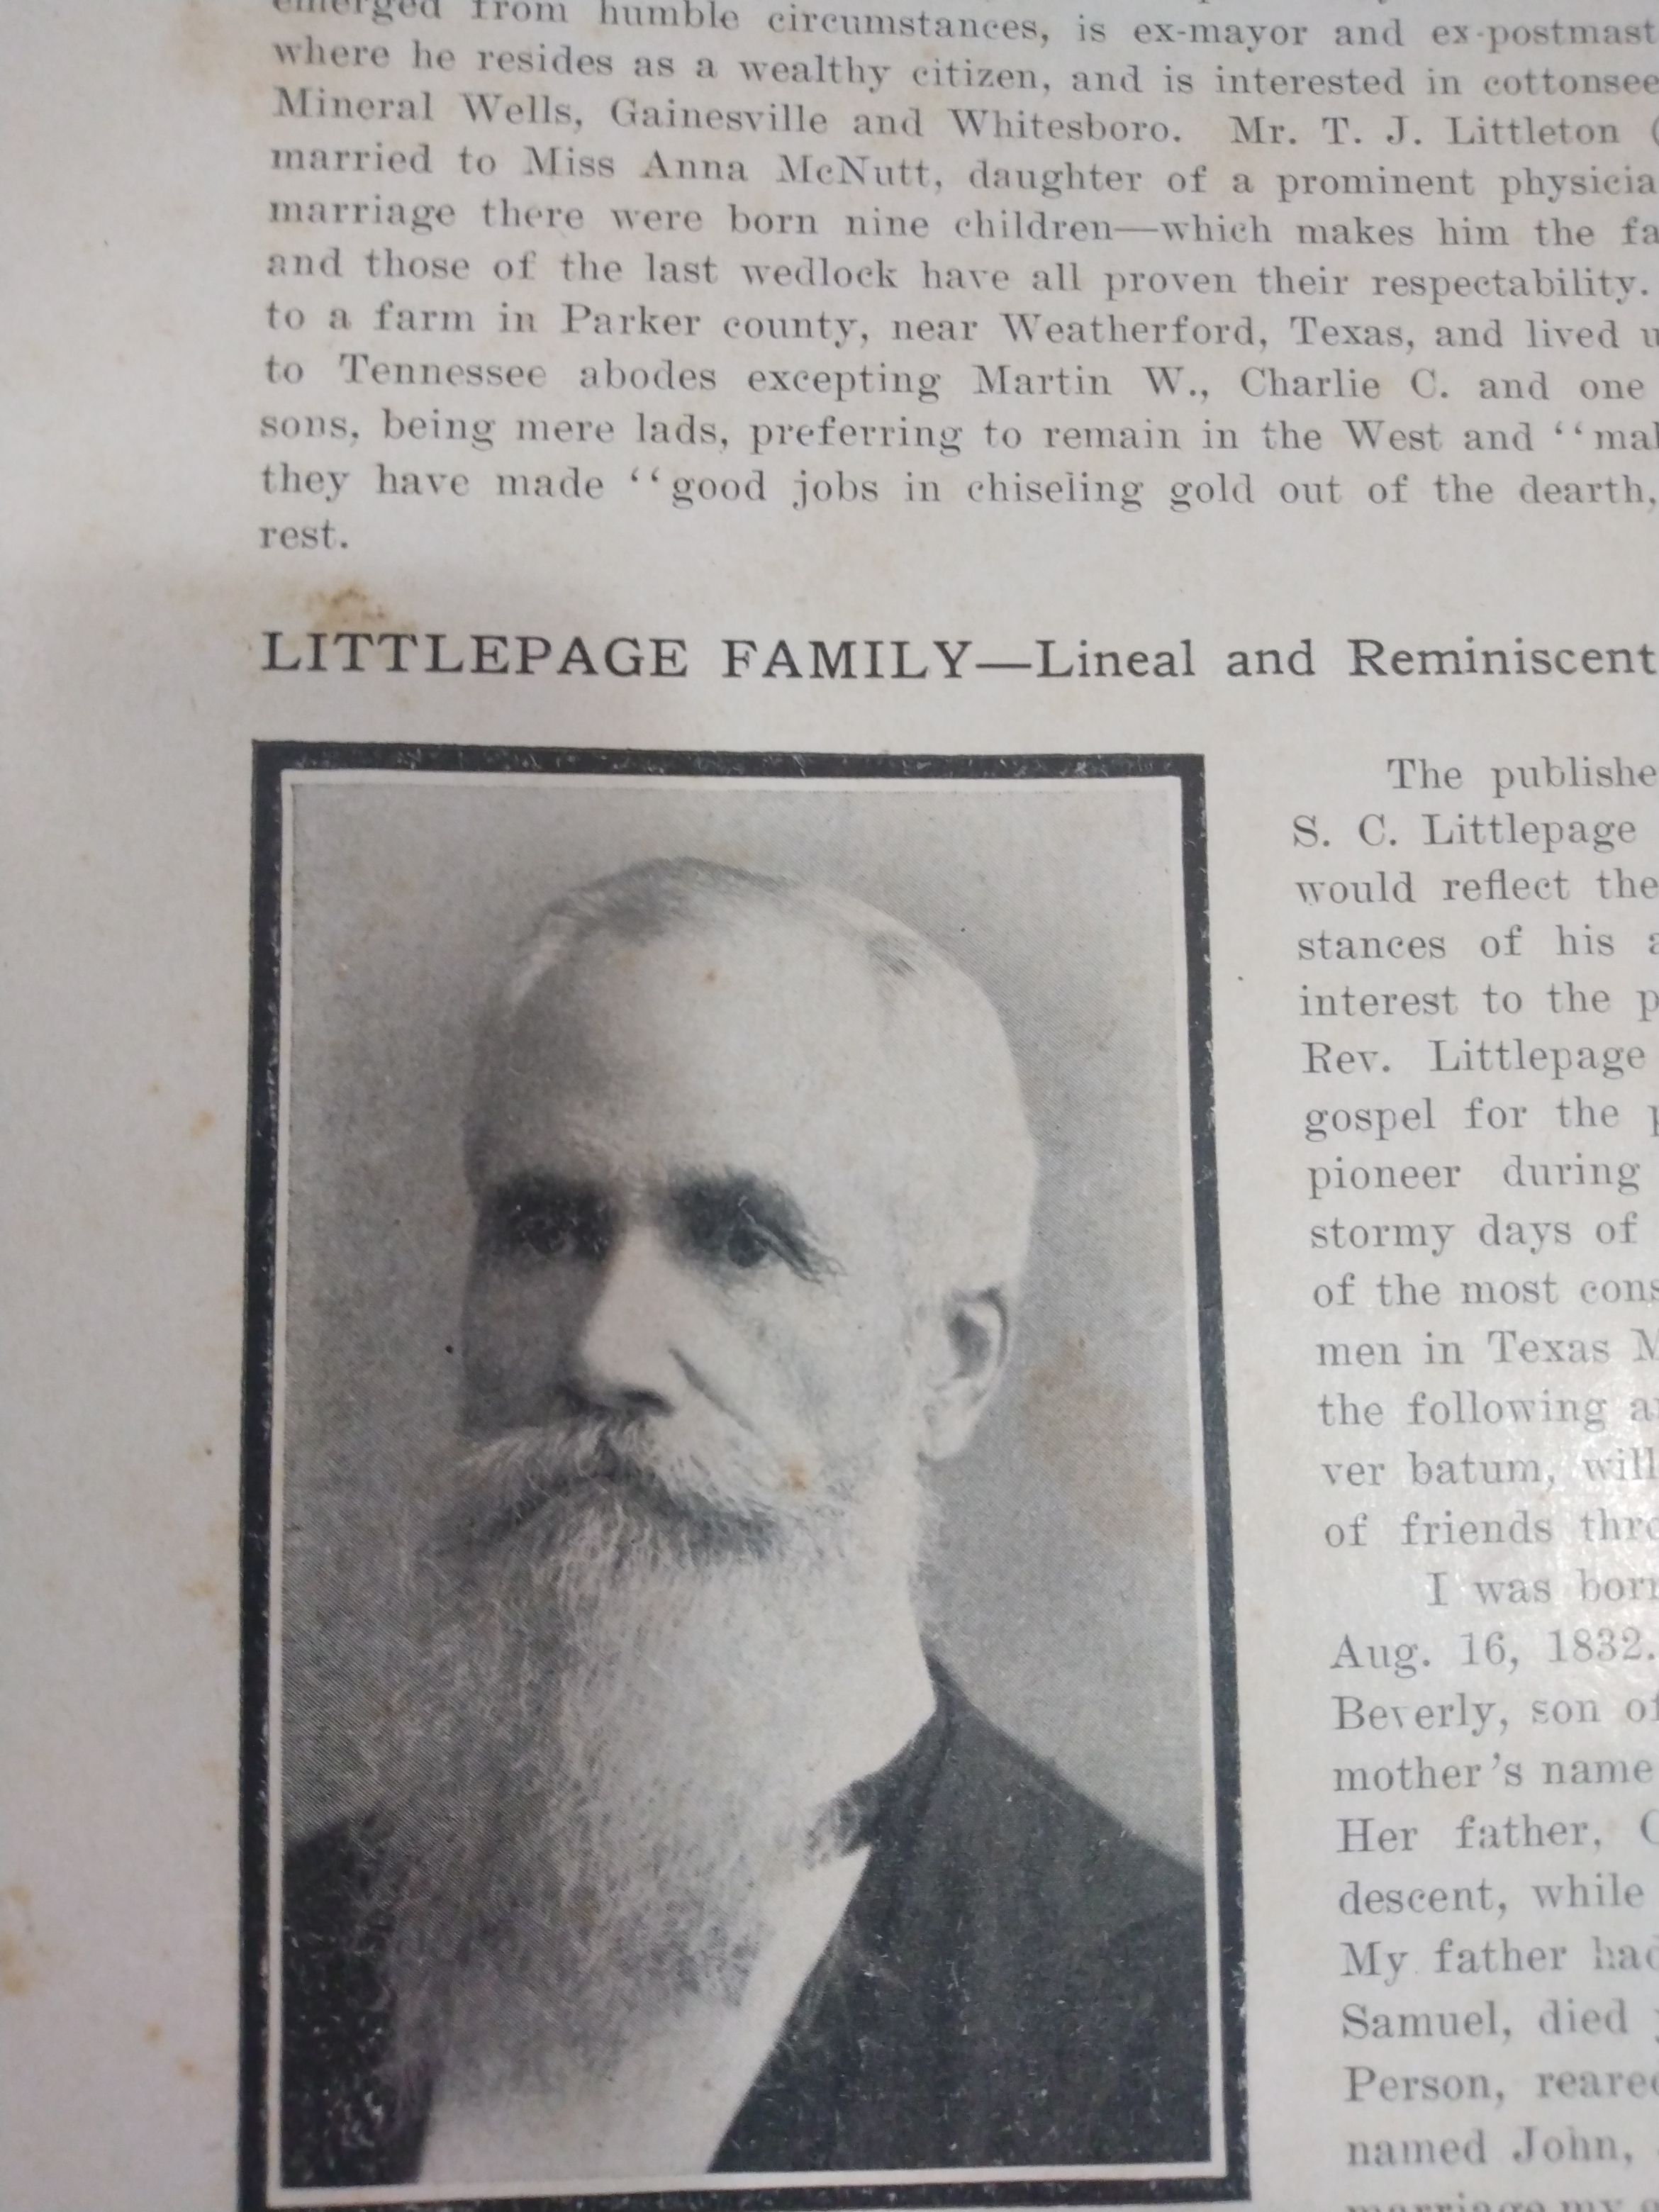 emerged from humble circumstances, is ex-mayor and ex-postmast
where he resides as a wealthy citizen, and is interested in cottonsee
Mineral Wells, Gainesville and Whitesboro. Mr. T. J. Littleton (
married to Miss Anna McNutt, daughter of a prominent physicia
marriage there were born nine children—which makes him the fa
and those of the last wedlock have all proven their respectability.
to a farm in Parker county, near Weatherford, Texas, and lived u
to Tennessee abodes excepting Martin W., Charlie C. and one
sons, being mere lads, preferring to remain in the West and ‘‘mak
they have made ‘‘good jobs in chiseling gold out of the dearth,
rest.
LITTLEPAGE FAMILY—Lineal and Reminiscent
The publishe
S. C. Littlepage
would reflect the
stances of his a
interest to the p
Rev. Littlepage
gospel for the p
pioneer during
stormy days of
of the most cons
men in Texas M
the following a
ver batum, will
of friends thro
I was born
Aug. 16, 1832.
Beverly, son of
mother’s name
Her father, C
descent, while
My father had
Samuel, died
Person, reared
named John,
marriage my